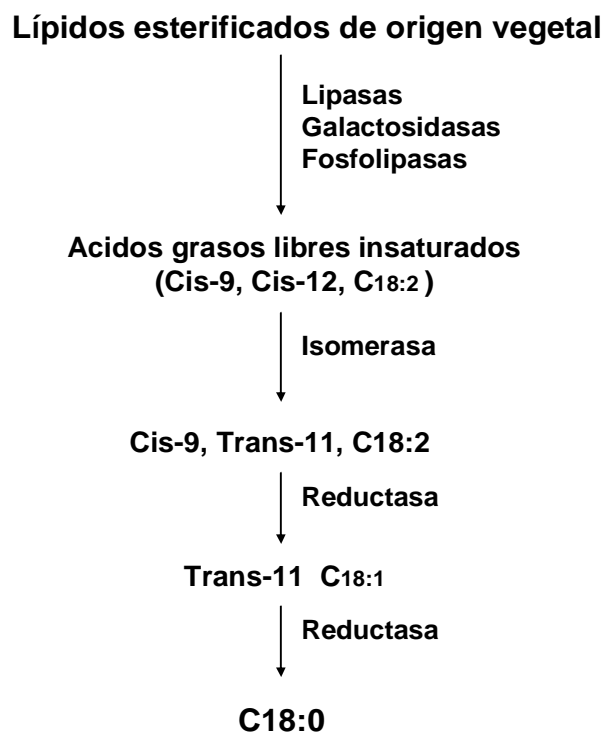 Lípidos esterificados de origen vegetal
Lipasas
Galactosidasas
Fosfolipasas
Acidos grasos libres insaturados
(Cis-9, Cis-12, C18:2 )
Isomerasa
Cis-9, Trans-11, C18:2
Reductasa
Trans-11 C18:1
Reductasa
C18:0